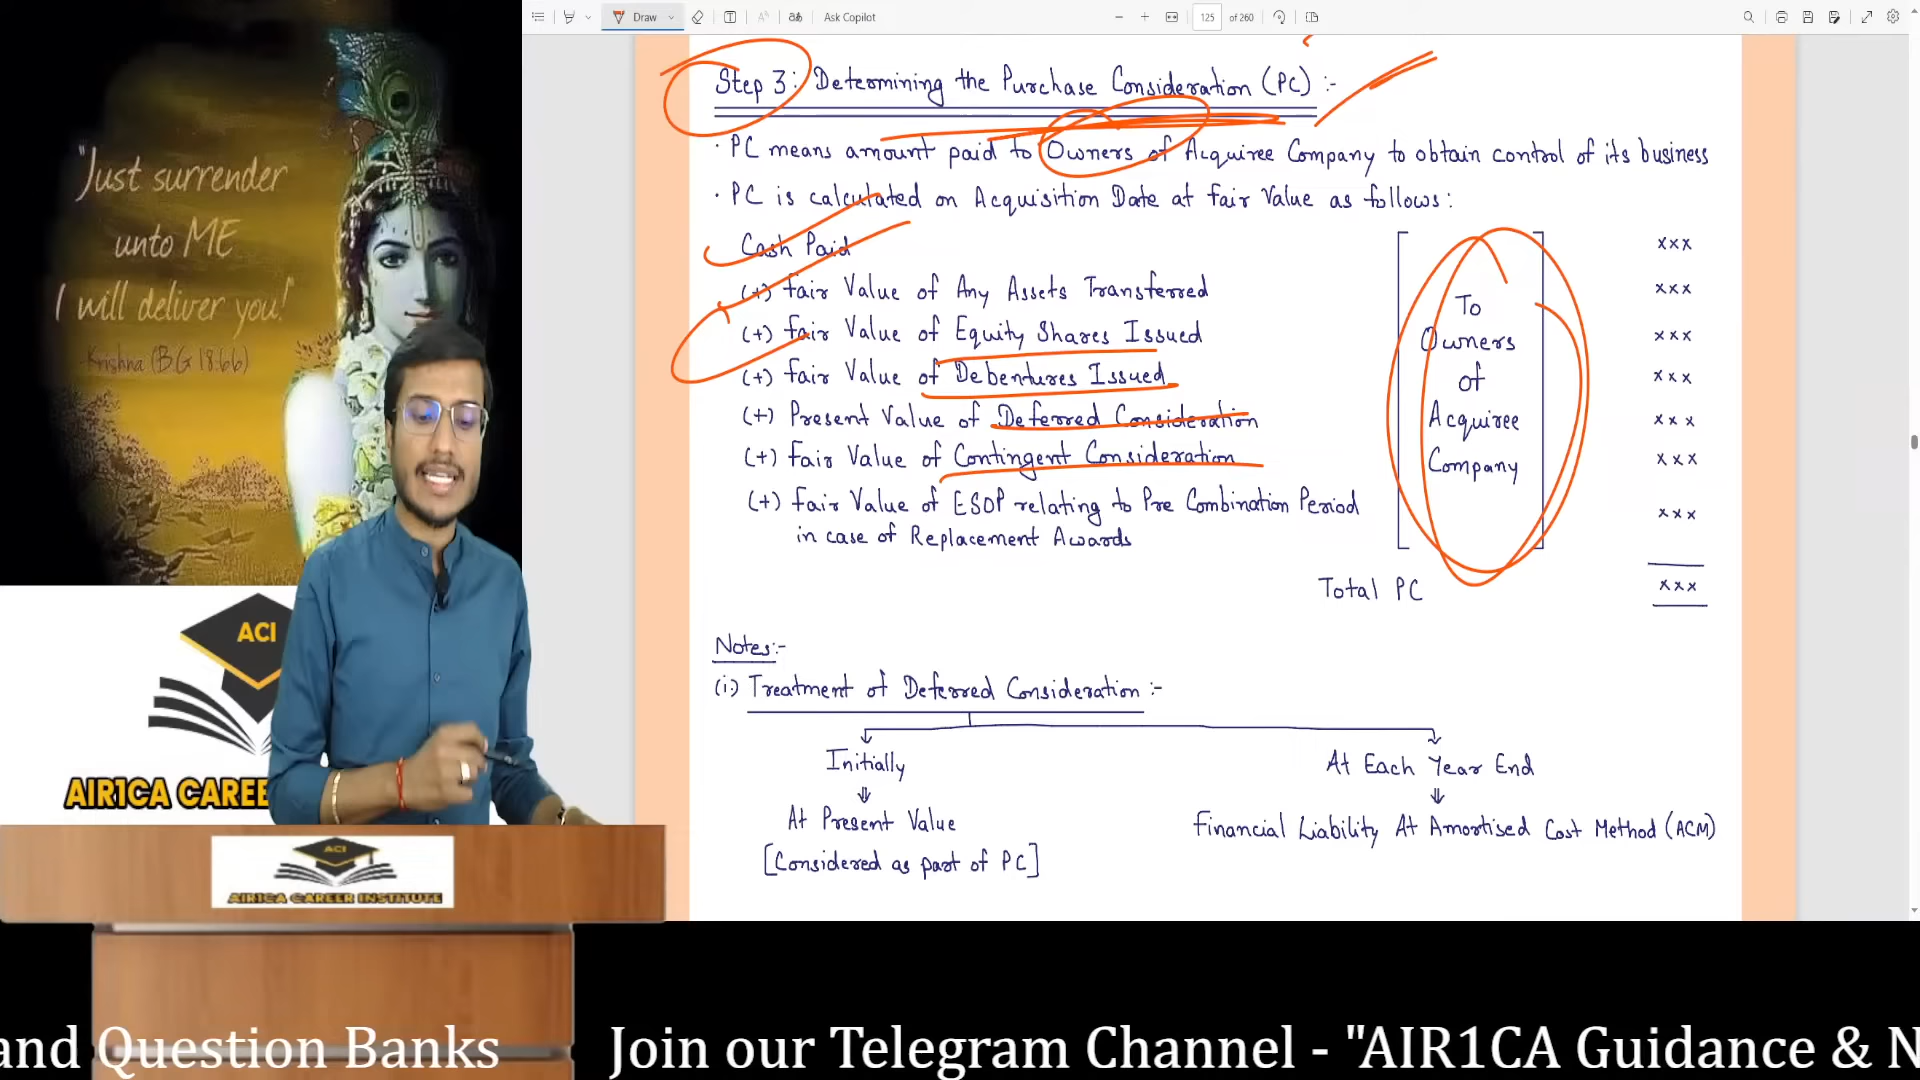 Draw
Ask Copilot
125 of 260
Step 3: Determining the Purchase Consideration (PC) :-
· PC means amount paid to Owners of Acquiree Company to obtain control of its business
· PC is calculated on Acquisition Date at Fair Value as follows:
Cash Paid xxx
(+) Fair Value of Any Assets Transferred xxx
(+) Fair Value of Equity Shares Issued xxx
(+) Fair Value of Debentures Issued xxx
(+) Present Value of Deferred Consideration xxx
(+) Fair Value of Contingent Consideration xxx
(+) Fair Value of ESOP relating to Pre Combination Period xxx
in case of Replacement Awards
To
Owners
of
Acquiree
Company
Total PC xxx
Notes:-
(i) Treatment of Deferred Consideration :-
Initially
At Present Value
[Considered as part of PC]
At Each Year End
Financial Liability At Amortised Cost Method (ACM)
"Just surrender
unto ME
I will deliver you!"
Krishna (B.G 18:66)
ACI
AIR1CA CAREE
ACI
AIR1CA CAREER INSTITUTE
and Question Banks Join our Telegram Channel - "AIR1CA Guidance & N